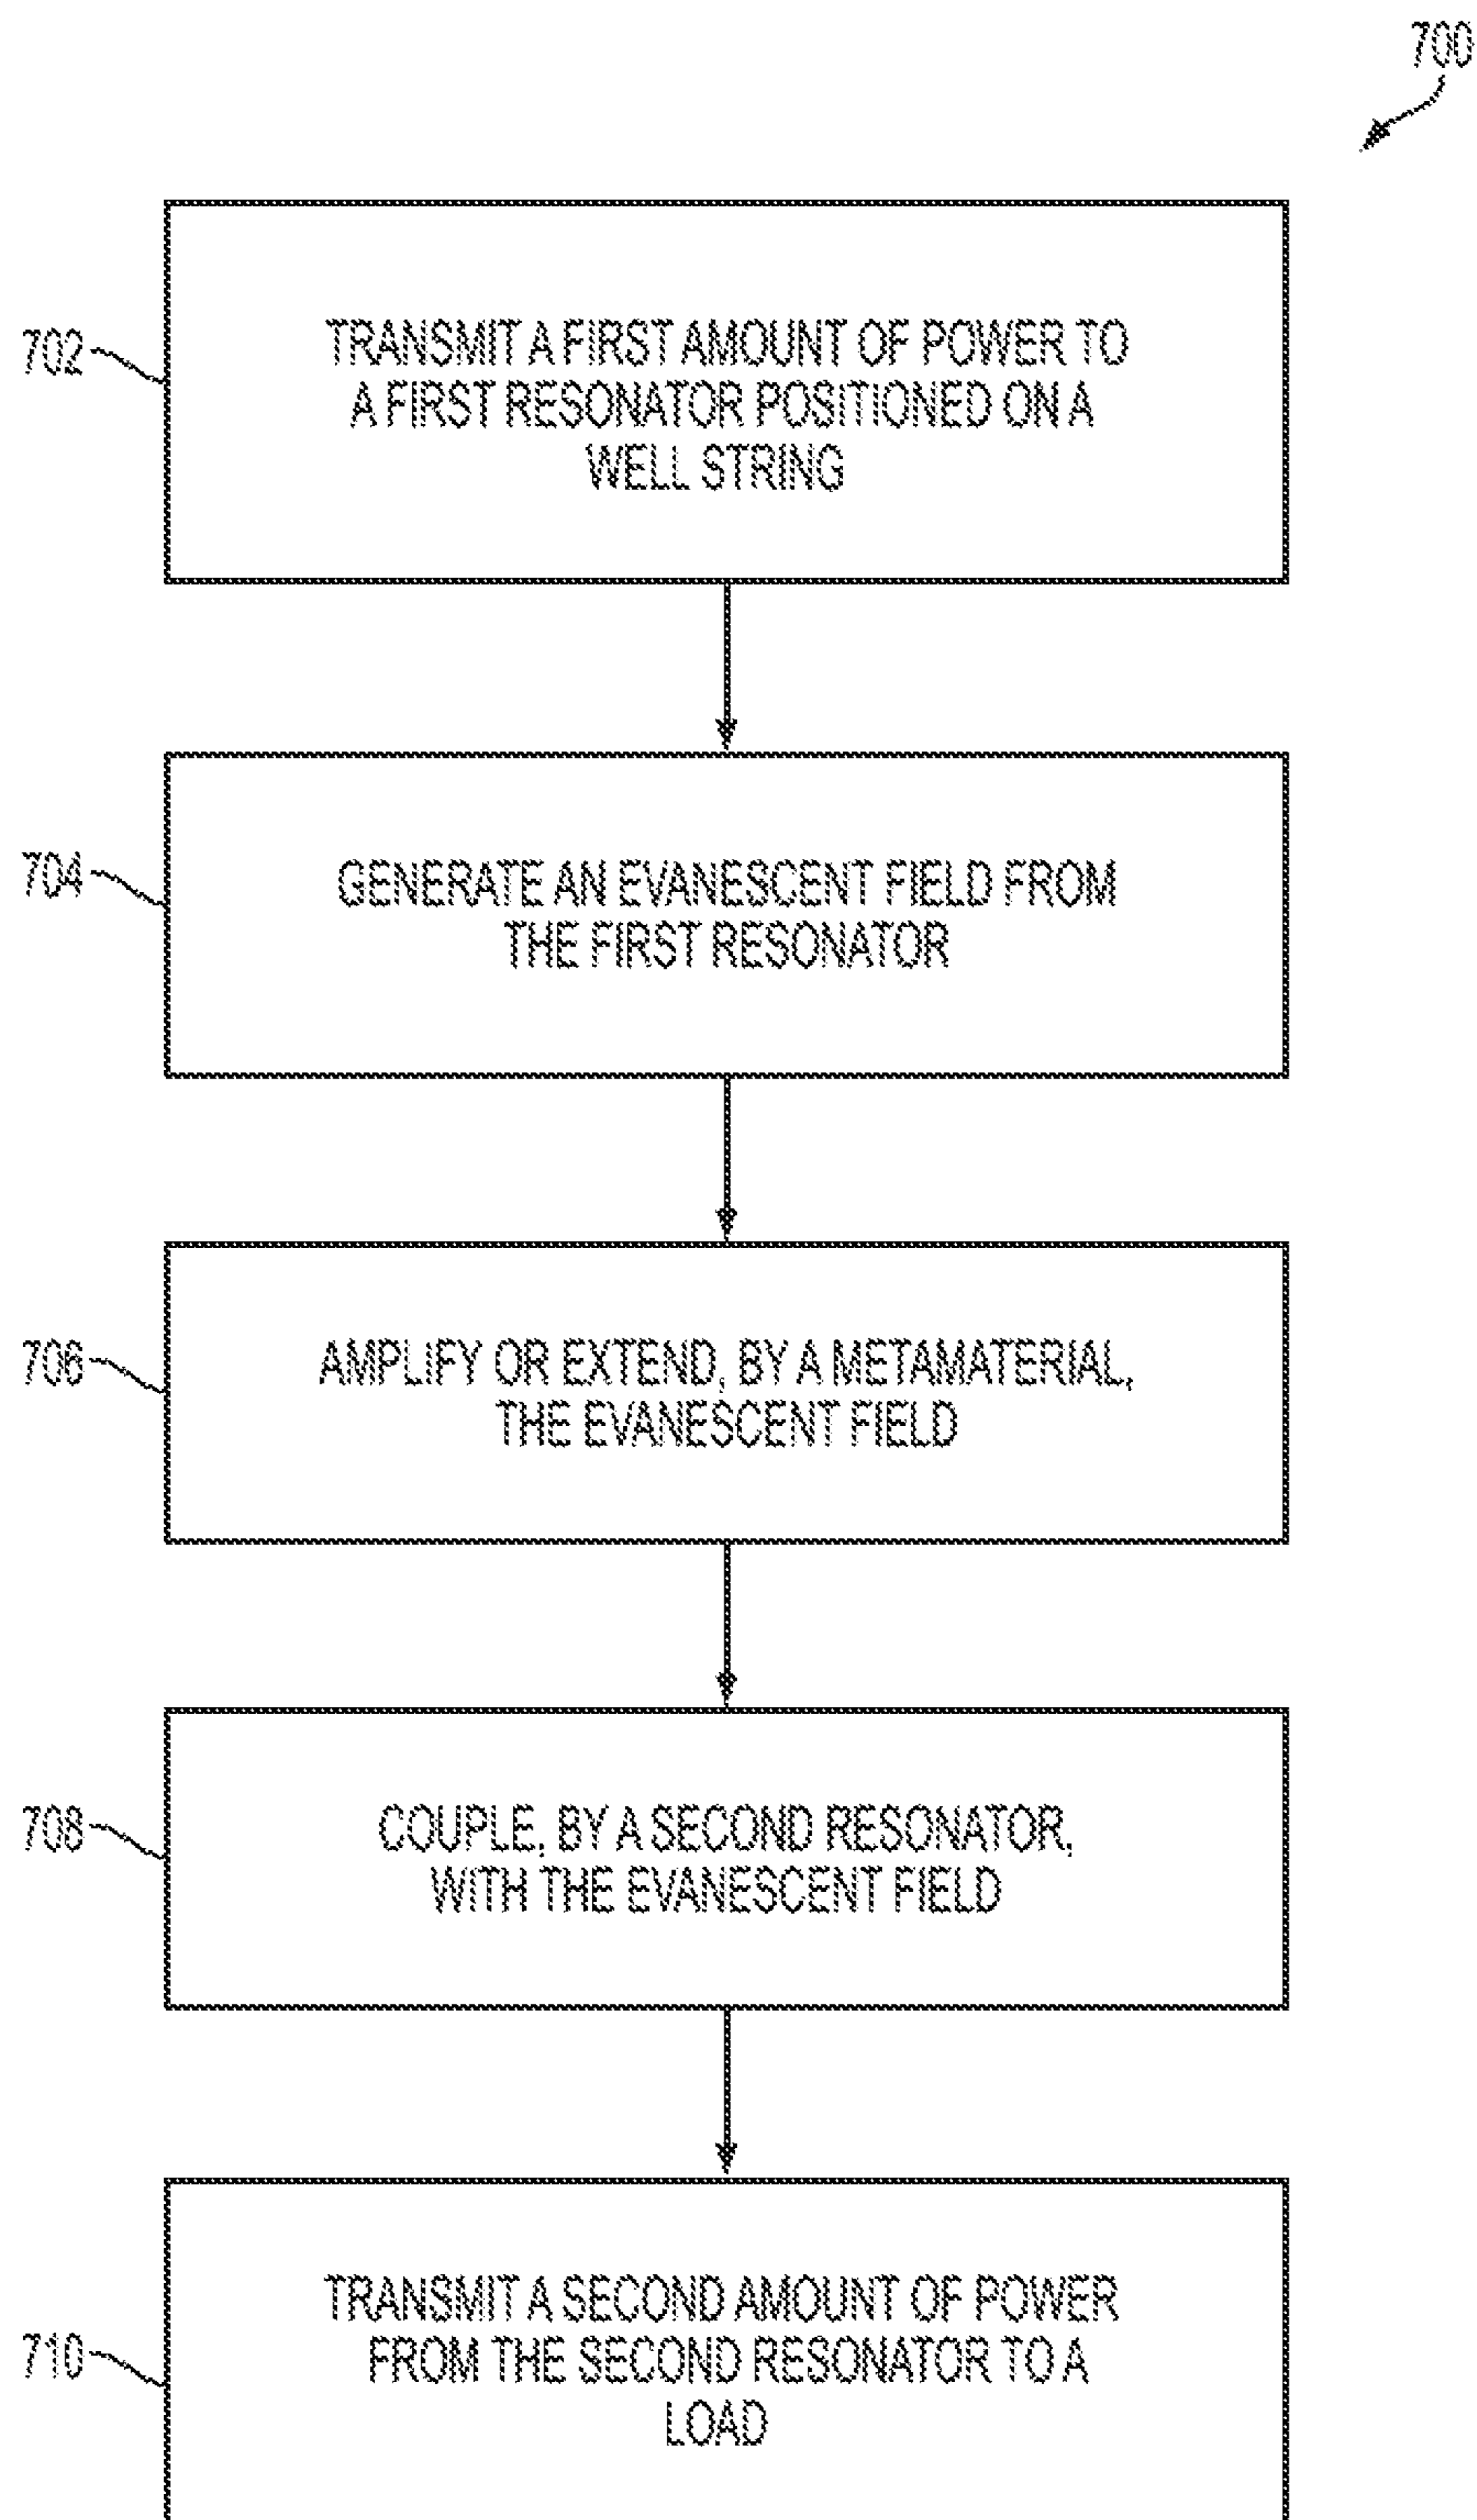 700
702
TRANSMIT A FIRST AMOUNT OF POWER TO
A FIRST RESONATOR POSITIONED ON A
WELL STRING
704
GENERATE AN EVANESCENT FIELD FROM
THE FIRST RESONATOR
706
AMPLIFY OR EXTEND, BY A METAMATERIAL,
THE EVANESCENT FIELD
708
COUPLE, BY A SECOND RESONATOR,
WITH THE EVANESCENT FIELD
710
TRANSMIT A SECOND AMOUNT OF POWER
FROM THE SECOND RESONATOR TO A
LOAD